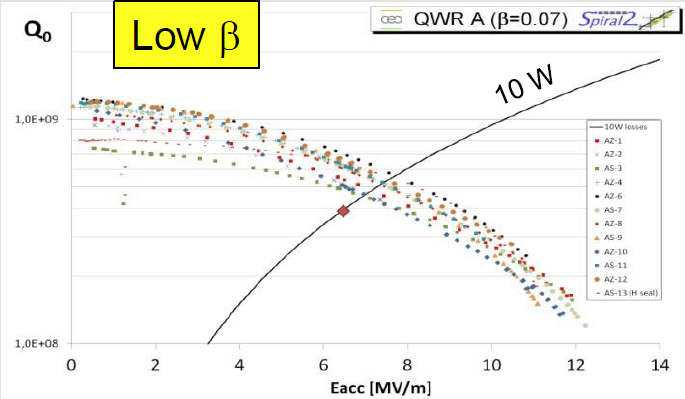 Q₀
Low β
cea QWR A (β=0.07) Spiral2
10 W
1,0E+09
1,0E+08
0 2 4 6 8 10 12 14
Eacc [MV/m]
10W losses
AZ-1
AZ-2
AS-3
AZ-4
AZ-6
AS-7
AZ-8
AS-9
AZ-10
AS-11
AZ-12
AS-13 (H seal)